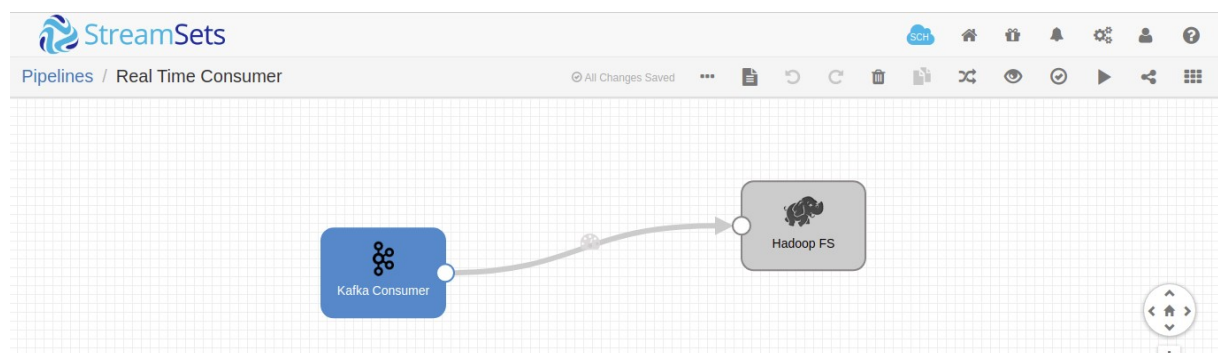 StreamSets
SCH
Pipelines / Real Time Consumer
All Changes Saved
Hadoop FS
Kafka Consumer